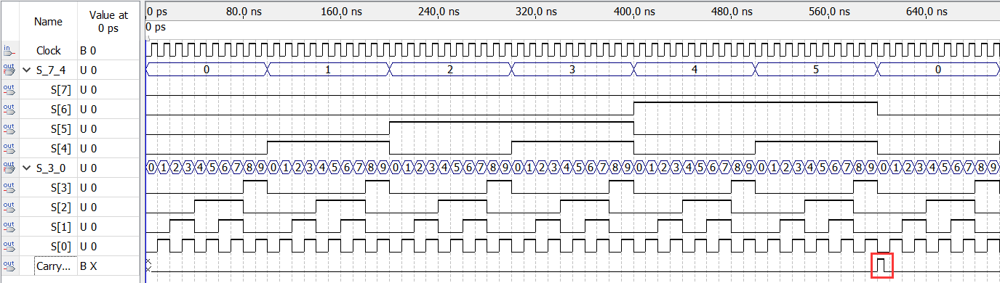 Name Value at 0 ps
0 ps 80.0 ns 160.0 ns 240.0 ns 320.0 ns 400.0 ns 480.0 ns 560.0 ns 640.0 ns
0 ps
in Clock B 0
out S_7_4 U 0 0 1 2 3 4 5 0
out S[7] U 0
out S[6] U 0
out S[5] U 0
out S[4] U 0
out S_3_0 U 0 0 1 2 3 4 5 6 7 8 9 0 1 2 3 4 5 6 7 8 9 0 1 2 3 4 5 6 7 8 9 0 1 2 3 4 5 6 7 8 9 0 1 2 3 4 5 6 7 8 9 0 1 2 3 4 5 6 7 8 9 0 1 2 3 4 5 6 7 8 9
out S[3] U 0
out S[2] U 0
out S[1] U 0
out S[0] U 0
out Carry... B X